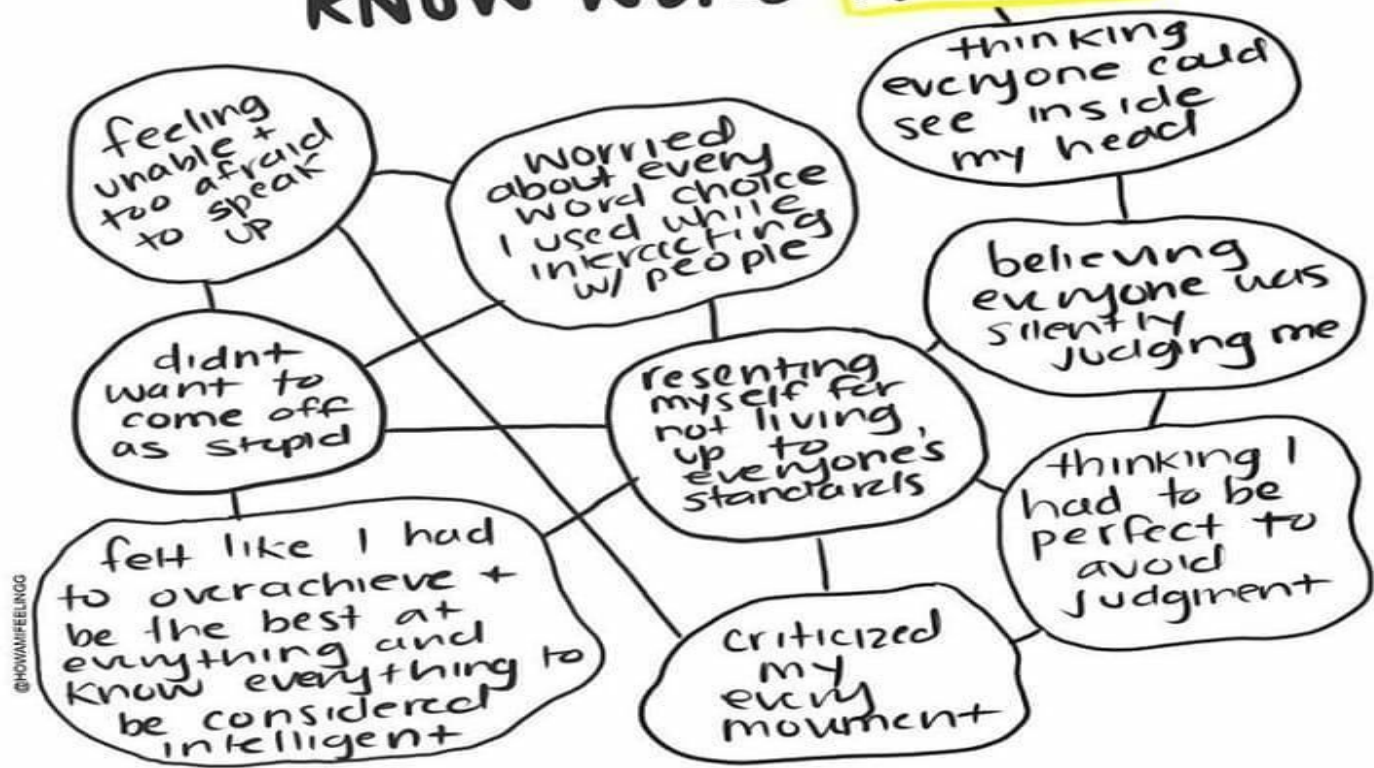 KNOW WERE
thinking
everyone could
see inside
my head
feeling
unable +
too afraid
to speak
up
worried
about every
word choice
I used while
interacting
w/ people
believing
everyone was
silently
judging me
didnt
want to
come off
as stupid
resenting
myself for
not living
up to
everyone's
standards
thinking I
had to be
perfect to
avoid
judgment
felt like I had
to overachieve +
be the best at
everything and
know everything to
be considered
intelligent
criticized
my
every
movement
@HOWAMIFEELINGG